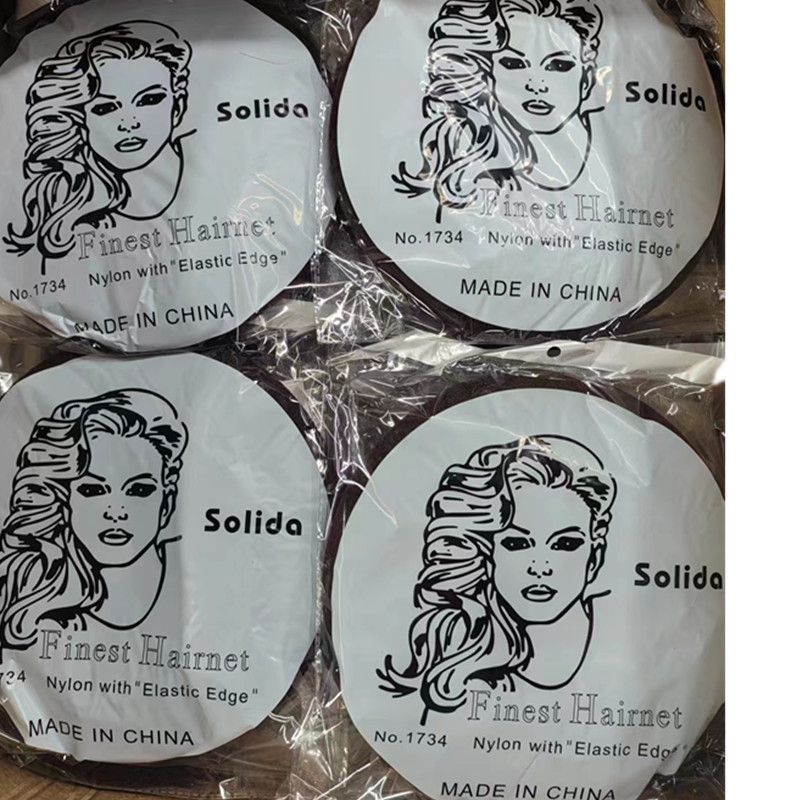 Solida
Finest Hairnet
No.1734 Nylon with "Elastic Edge"
MADE IN CHINA
Solida
Finest Hairnet
No.1734 Nylon with "Elastic Edge"
MADE IN CHINA
Solida
Finest Hairnet
734 Nylon with "Elastic Edge"
MADE IN CHINA
Solida
Finest Hairnet
No.1734 Nylon with "Elastic Edge"
MADE IN CHINA